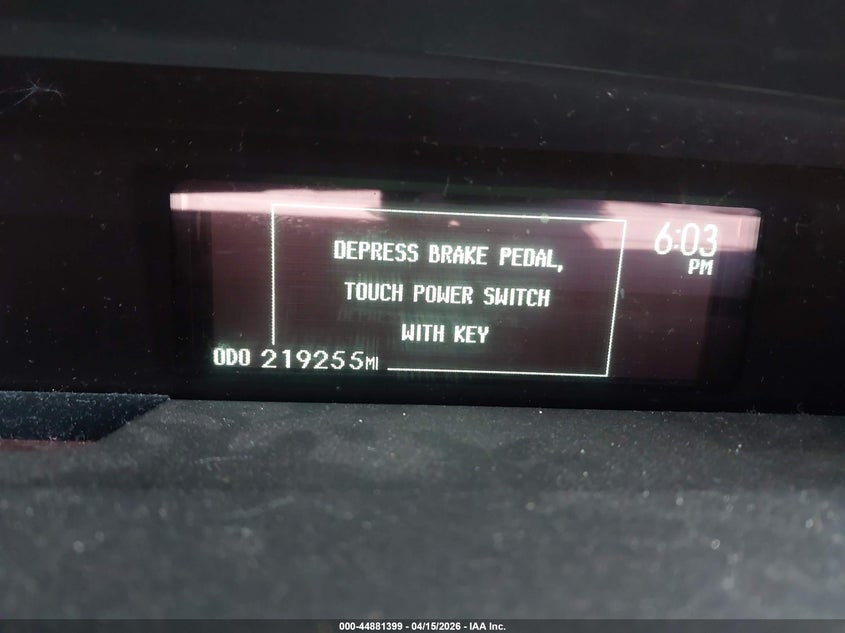 DEPRESS BRAKE PEDAL,
TOUCH POWER SWITCH
WITH KEY
6:03
PM
ODO 219255MI
000-44881399 - 04/15/2026 - IAA Inc.